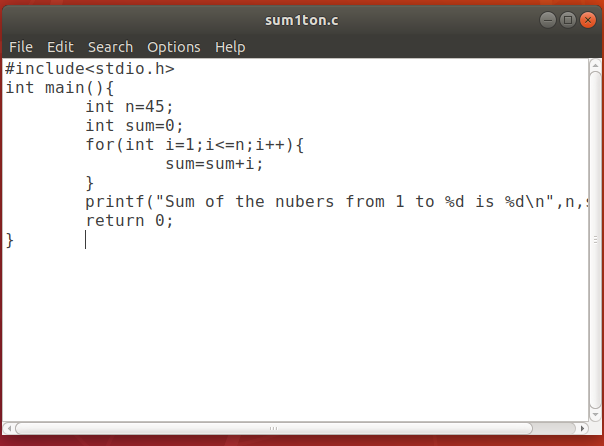 sum1ton.c
File Edit Search Options Help
#include<stdio.h>
int main(){
        int n=45;
        int sum=0;
        for(int i=1;i<=n;i++){
                sum=sum+i;
        }
        printf("Sum of the nubers from 1 to %d is %d\n",n,s
        return 0;
}